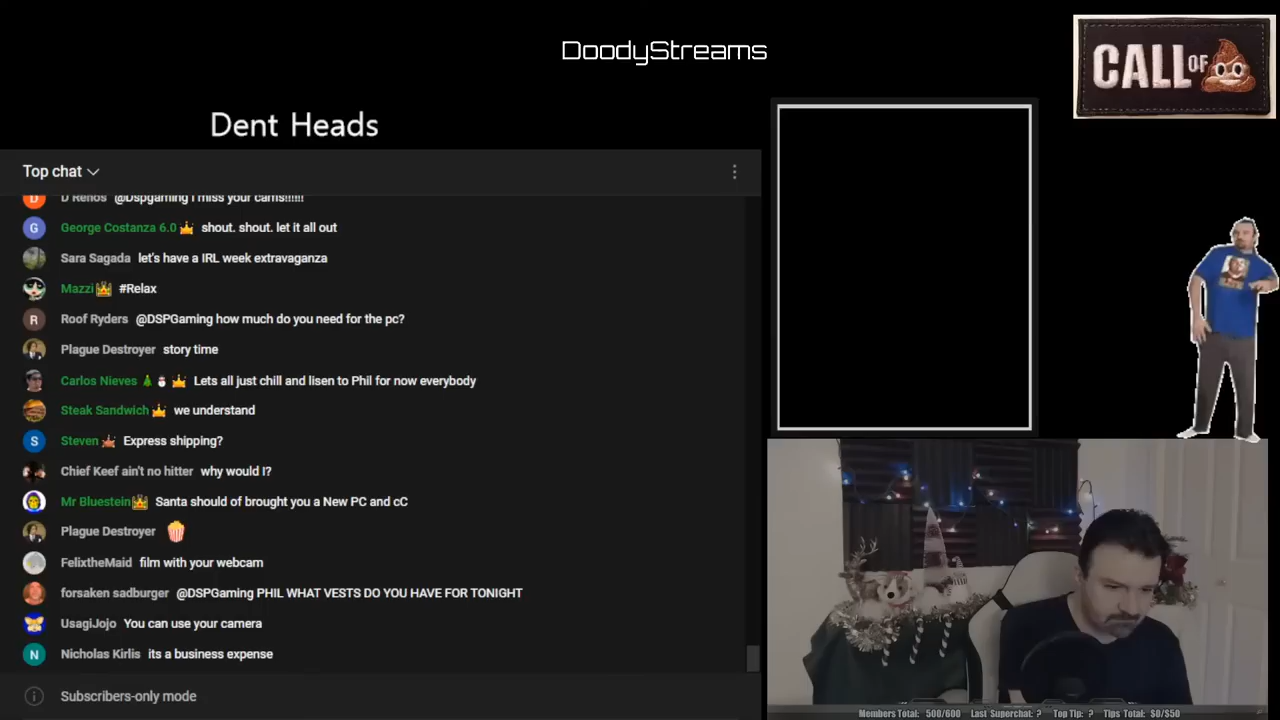 DoodyStreams
CALL OF
Dent Heads
Top chat
D Renos @Dspgaming I miss your cams!!!!!!
George Costanza 6.0 shout. shout. let it all out
Sara Sagada let's have a IRL week extravaganza
Mazzi #Relax
Roof Ryders @DSPGaming how much do you need for the pc?
Plague Destroyer story time
Carlos Nieves Lets all just chill and lisen to Phil for now everybody
Steak Sandwich we understand
Steven Express shipping?
Chief Keef ain't no hitter why would I?
Mr Bluestein Santa should of brought you a New PC and cC
Plague Destroyer
FelixtheMaid film with your webcam
forsaken sadburger @DSPGaming PHIL WHAT VESTS DO YOU HAVE FOR TONIGHT
UsagiJojo You can use your camera
Nicholas Kirlis its a business expense
Subscribers-only mode
Members Total: 500/600 Last Superchat: ? Top Tip: ? Tips Total: $0/$50